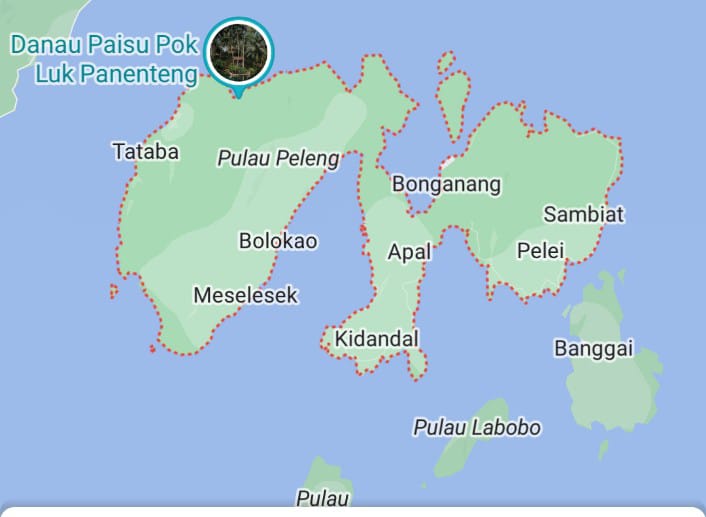 Danau Paisu Pok
Luk Panenteng
Tataba
Pulau Peleng
Bonganang
Sambiat
Bolokao
Apal
Pelei
Meselesek
Kidandal
Banggai
Pulau Labobo
Pulau